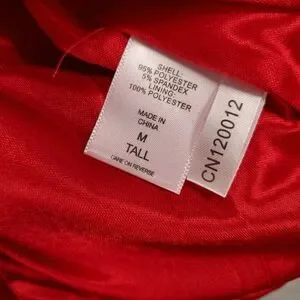 SHELL:
95% POLYESTER
5% SPANDEX
LINING:
100% POLYESTER
MADE IN
CHINA
M
TALL
CARE ON REVERSE
CN120012